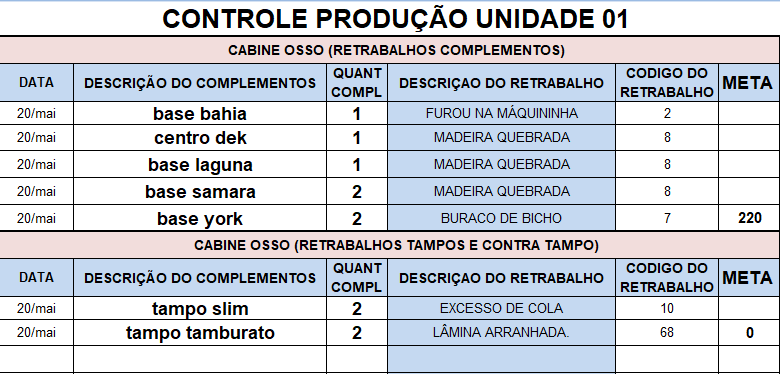 CONTROLE PRODUÇÃO UNIDADE 01
CABINE OSSO (RETRABALHOS COMPLEMENTOS)
DATA DESCRIÇÃO DO COMPLEMENTOS QUANT COMPL DESCRIÇAO DO RETRABALHO CODIGO DO RETRABALHO META
20/mai base bahia 1 FUROU NA MÁQUININHA 2
20/mai centro dek 1 MADEIRA QUEBRADA 8
20/mai base laguna 1 MADEIRA QUEBRADA 8
20/mai base samara 2 MADEIRA QUEBRADA 8
20/mai base york 2 BURACO DE BICHO 7 220
CABINE OSSO (RETRABALHOS TAMPOS E CONTRA TAMPO)
DATA DESCRIÇÃO DO COMPLEMENTOS QUANT COMPL DESCRIÇAO DO RETRABALHO CODIGO DO RETRABALHO META
20/mai tampo slim 2 EXCESSO DE COLA 10
20/mai tampo tamburato 2 LÂMINA ARRANHADA. 68 0